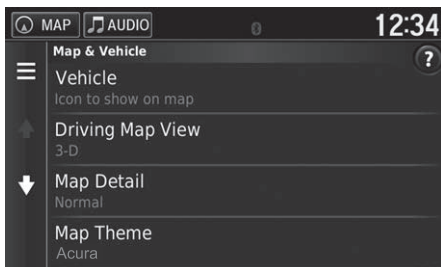 MAP
AUDIO
12:34
Map & Vehicle
?
Vehicle
Icon to show on map
Driving Map View
3-D
Map Detail
Normal
Map Theme
Acura